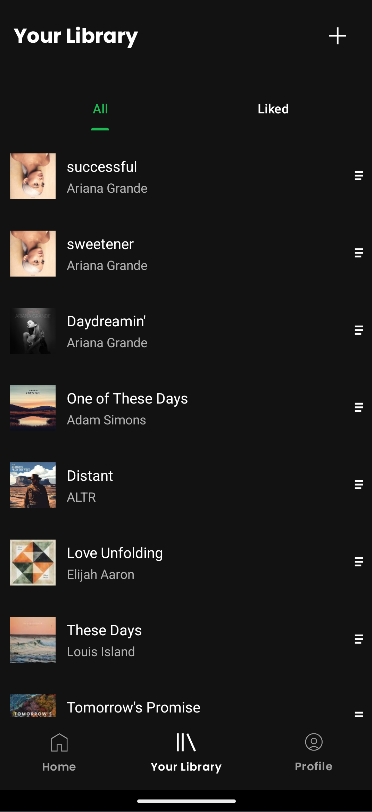 Your Library
All
Liked
successful
Ariana Grande
sweetener
Ariana Grande
Daydreamin'
Ariana Grande
One of These Days
Adam Simons
Distant
ALTR
Love Unfolding
Elijah Aaron
These Days
Louis Island
TOMORROW'S
Tomorrow's Promise
Home
Your Library
Profile